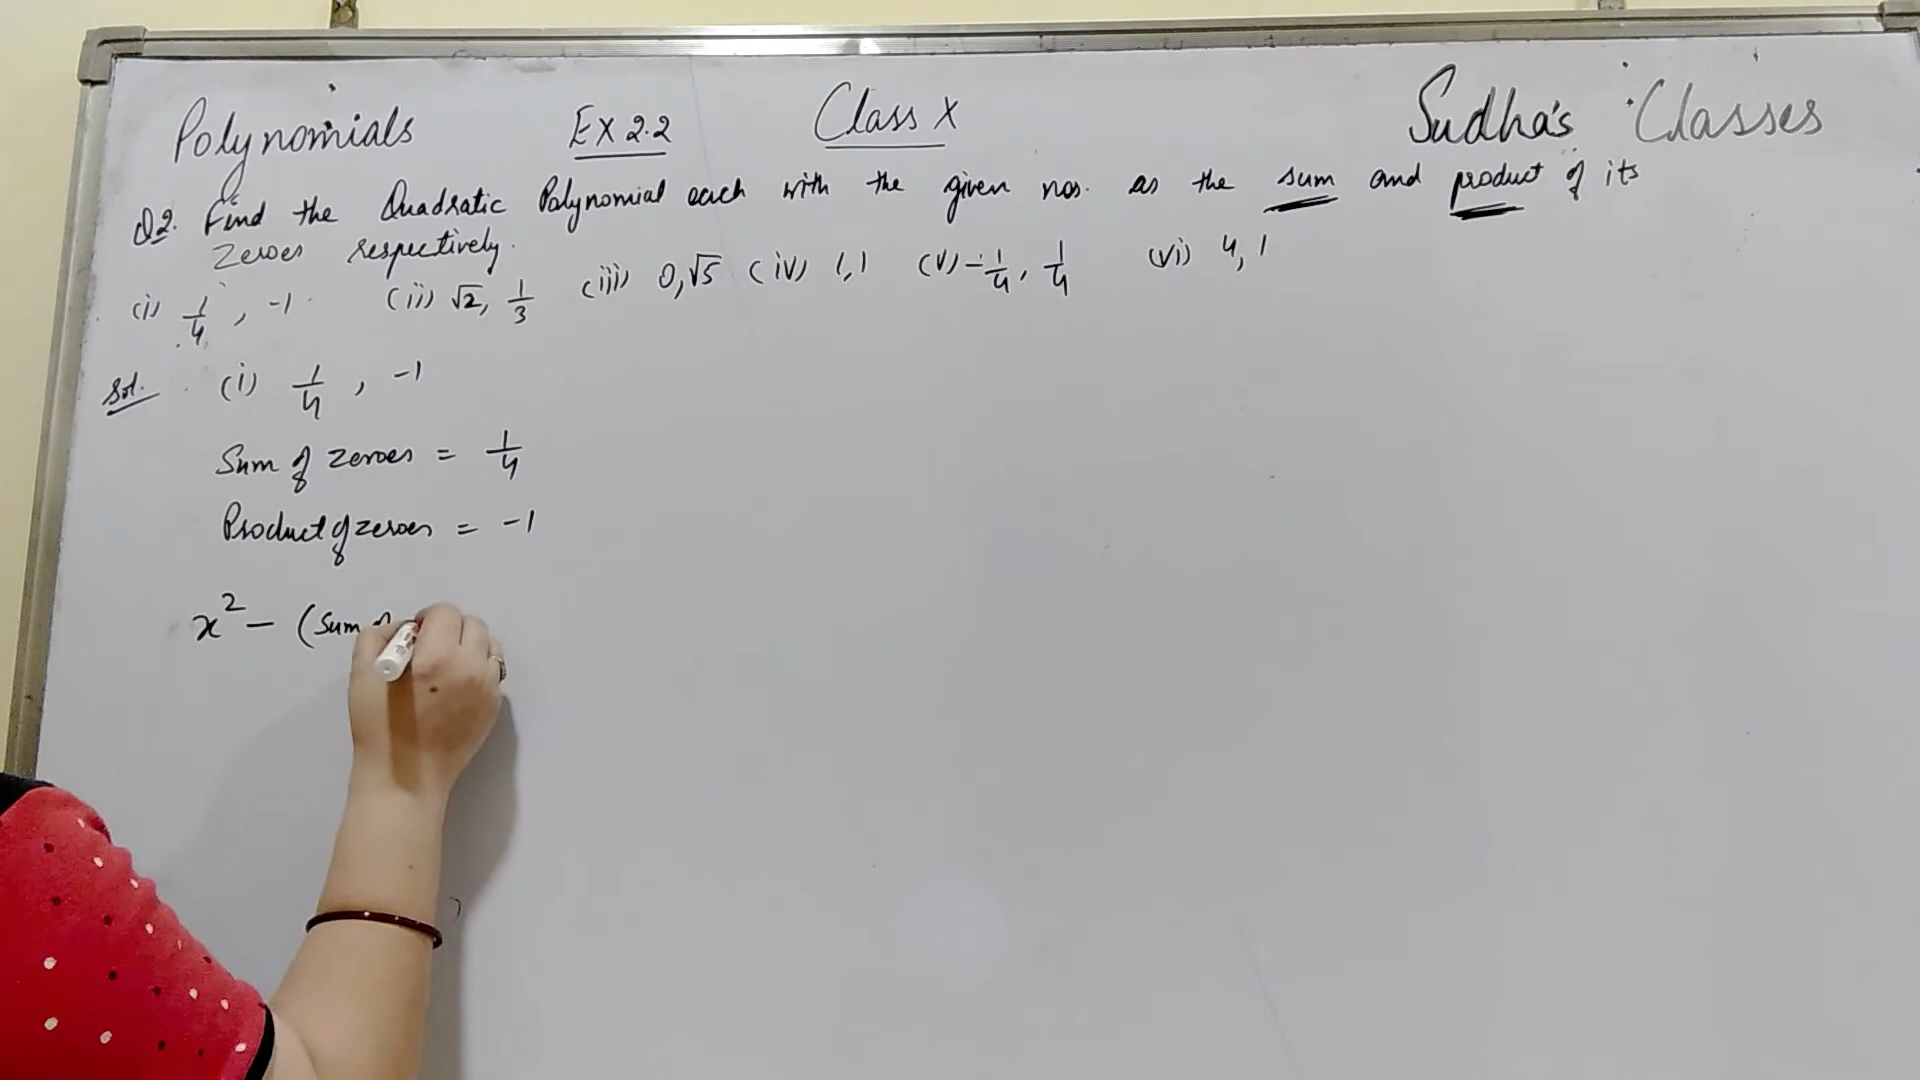 Polynomials EX 2.2 Class X Sudha's Classes
Q2. Find the Quadratic Polynomial each with the given nos. as the sum and product of its
zeroes respectively.
(i) 1/4, -1 (ii) √2, 1/3 (iii) 0, √5 (iv) 1, 1 (v) -1/4, 1/4 (vi) 4, 1
Sol. (i) 1/4, -1
Sum of zeroes = 1/4
Product of zeroes = -1
x² - (Sum of